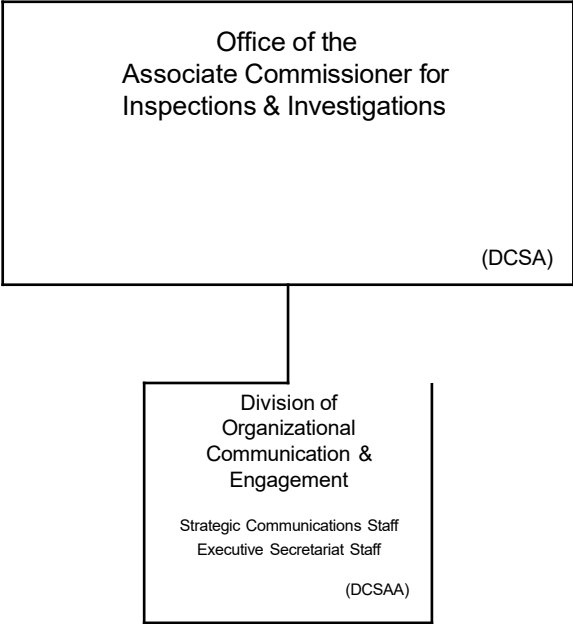 Office of the
Associate Commissioner for
Inspections & Investigations
(DCSA)
Division of
Organizational
Communication &
Engagement
Strategic Communications Staff
Executive Secretariat Staff
(DCSAA)